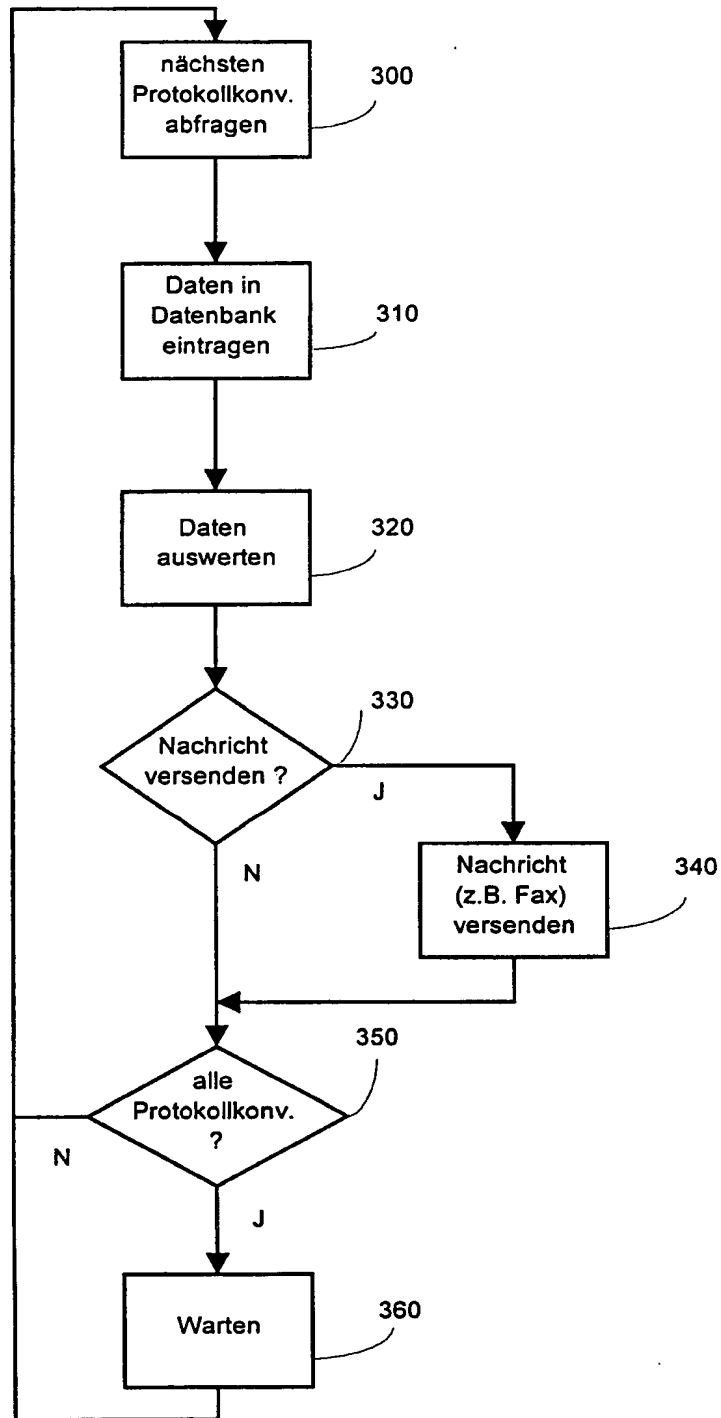 nächsten
Protokollkonv.
abfragen
300
Daten in
Datenbank
eintragen
310
Daten
auswerten
320
330
Nachricht
versenden ?
J
N
Nachricht
(z.B. Fax)
versenden
340
350
alle
Protokollkonv.
?
N
J
Warten
360